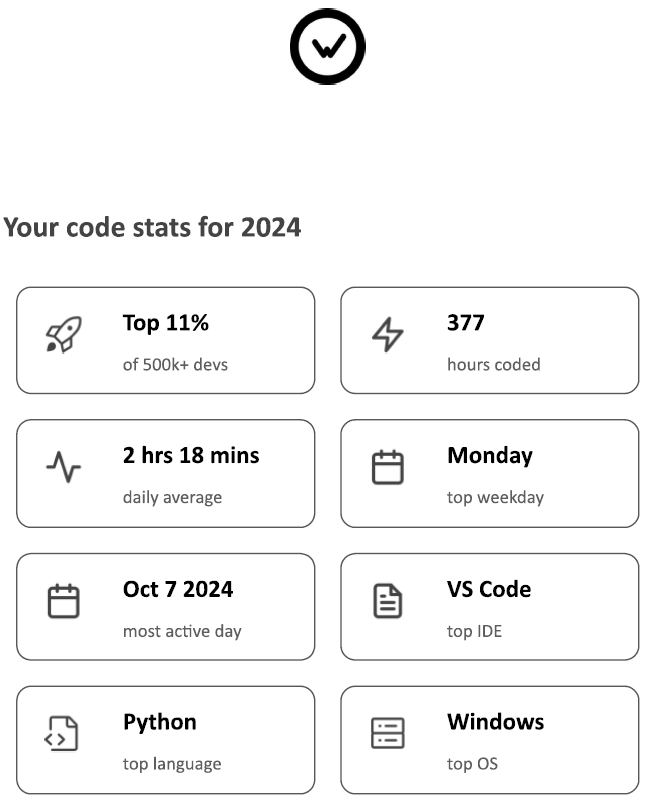 Your code stats for 2024
Top 11%
of 500k+ devs
377
hours coded
2 hrs 18 mins
daily average
Monday
top weekday
Oct 7 2024
most active day
VS Code
top IDE
Python
top language
Windows
top OS